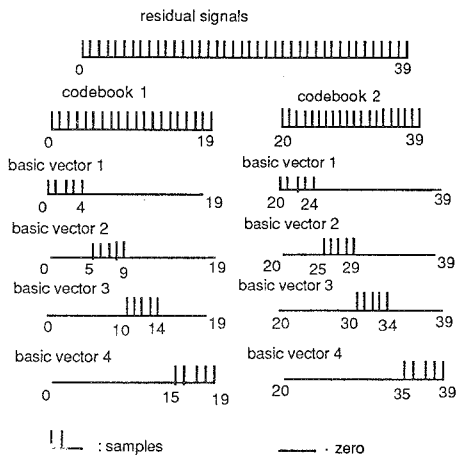 residual signals
0 39
codebook 1 codebook 2
0 19 20 39
basic vector 1 basic vector 1
0 4 19 20 24 39
basic vector 2 basic vector 2
0 5 9 19 20 25 29 39
basic vector 3 basic vector 3
0 10 14 19 20 30 34 39
basic vector 4 basic vector 4
0 15 19 20 35 39
: samples · zero